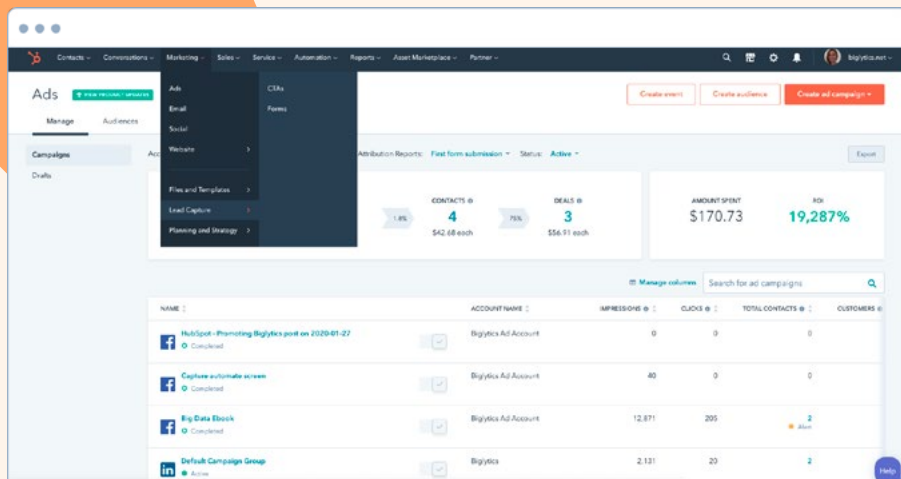 Contacts Conversations Marketing Sales Service Automation Reports Asset Marketplace Partner biglytics.net
Ads VIEW PRODUCT UPDATES
Create event Create audience Create ad campaign
Manage Audiences
Ads CTAs
Email Forms
Social
Website
Files and Templates
Lead Capture
Planning and Strategy
Campaigns
Drafts
Attribution Reports: First form submission Status: Active Export
1.8%
CONTACTS
4
$42.68 each
75%
DEALS
3
$56.91 each
AMOUNT SPENT
$170.73
ROI
19,287%
Manage columns Search for ad campaigns
NAME ACCOUNT NAME IMPRESSIONS CLICKS TOTAL CONTACTS CUSTOMERS
HubSpot - Promoting Biglytics post on 2020-01-27 Biglytics Ad Account 0 0 0
Completed
Capture automate screen Biglytics Ad Account 40 0 0
Completed
Big Data Ebook Biglytics Ad Account 12,871 205 2
Completed
Default Campaign Group Biglytics 2,131 20 2
Active
Help